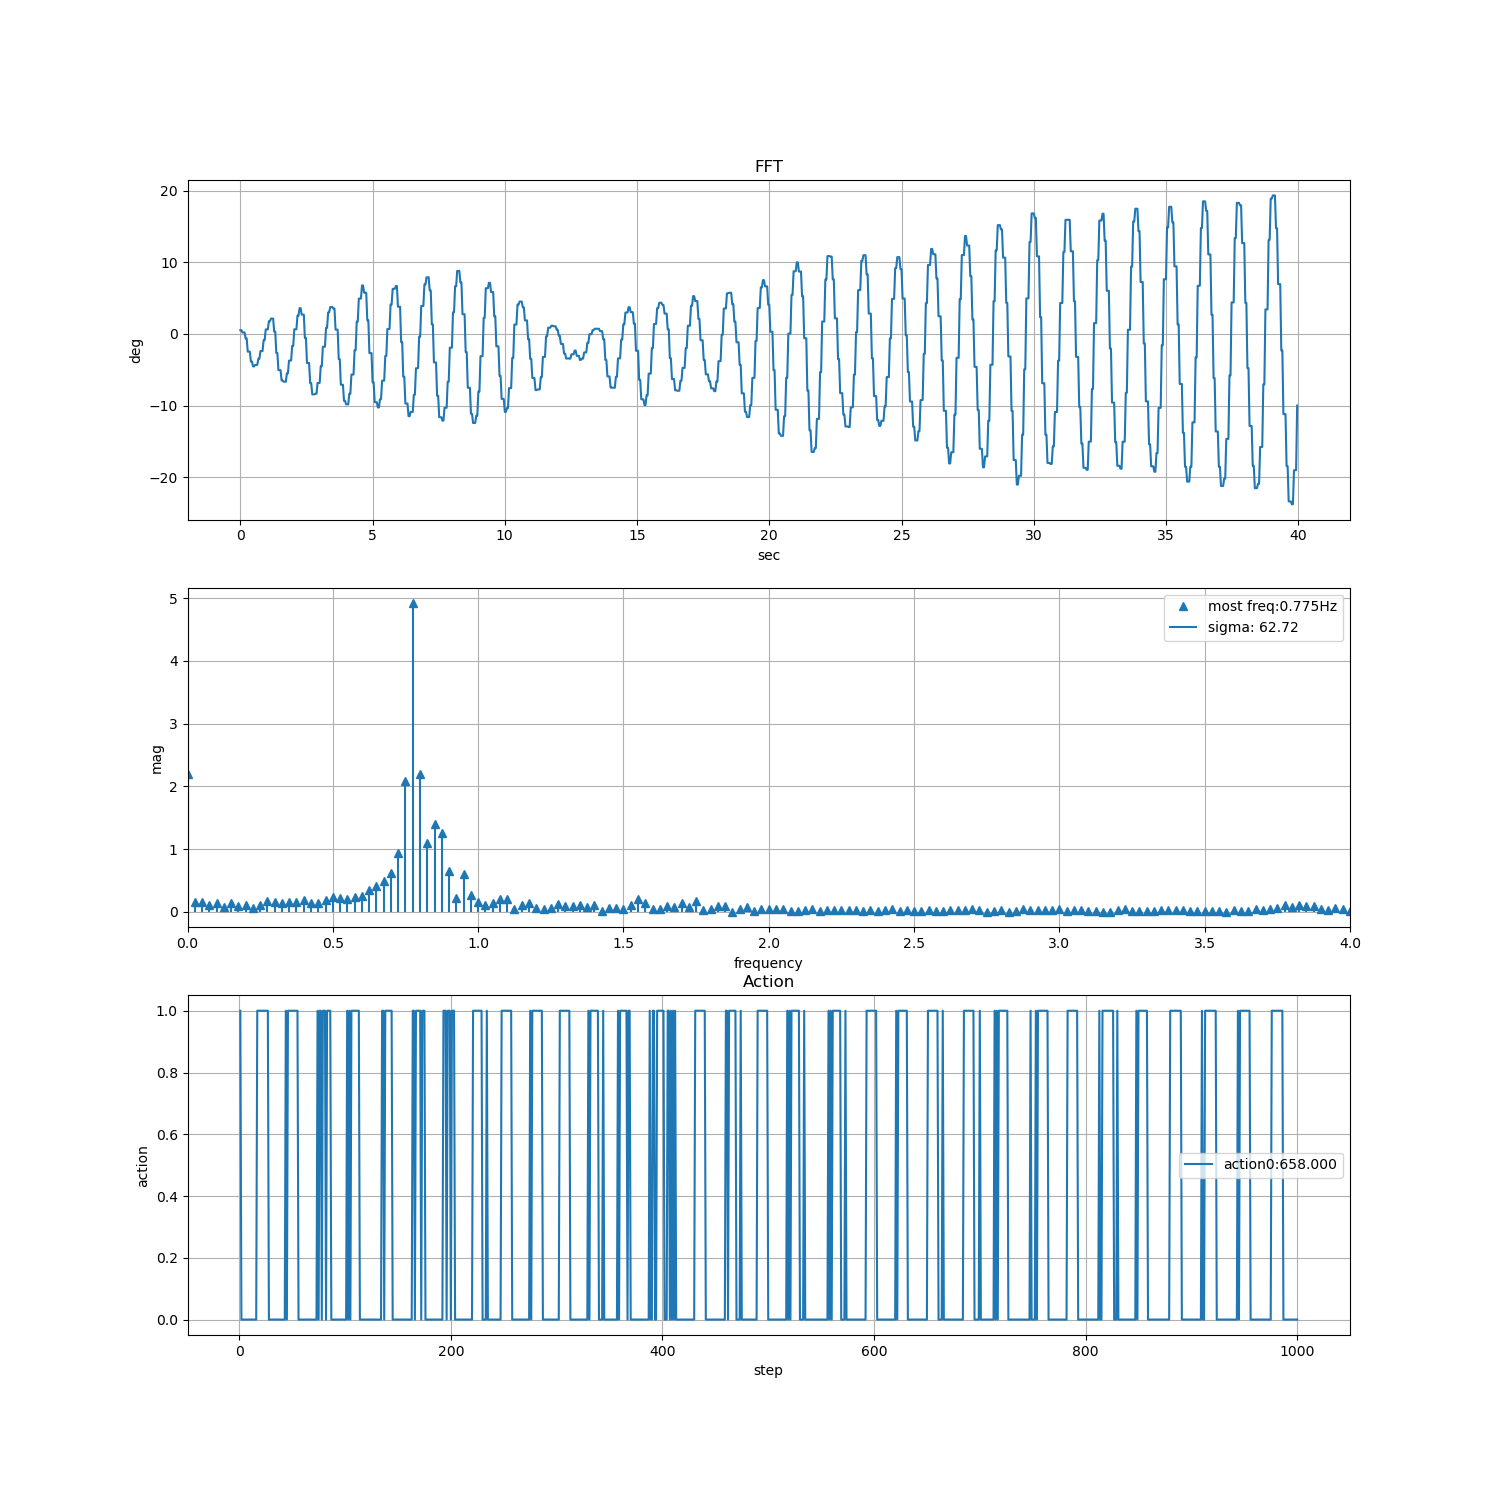 FFT
20
10
0
−10
−20
deg
0 5 10 15 20 25 30 35 40
sec
5
4
3
2
1
0
mag
most freq:0.775Hz
sigma: 62.72
0.0 0.5 1.0 1.5 2.0 2.5 3.0 3.5 4.0
frequency
Action
1.0
0.8
0.6
0.4
0.2
0.0
action
action0:658.000
0 200 400 600 800 1000
step